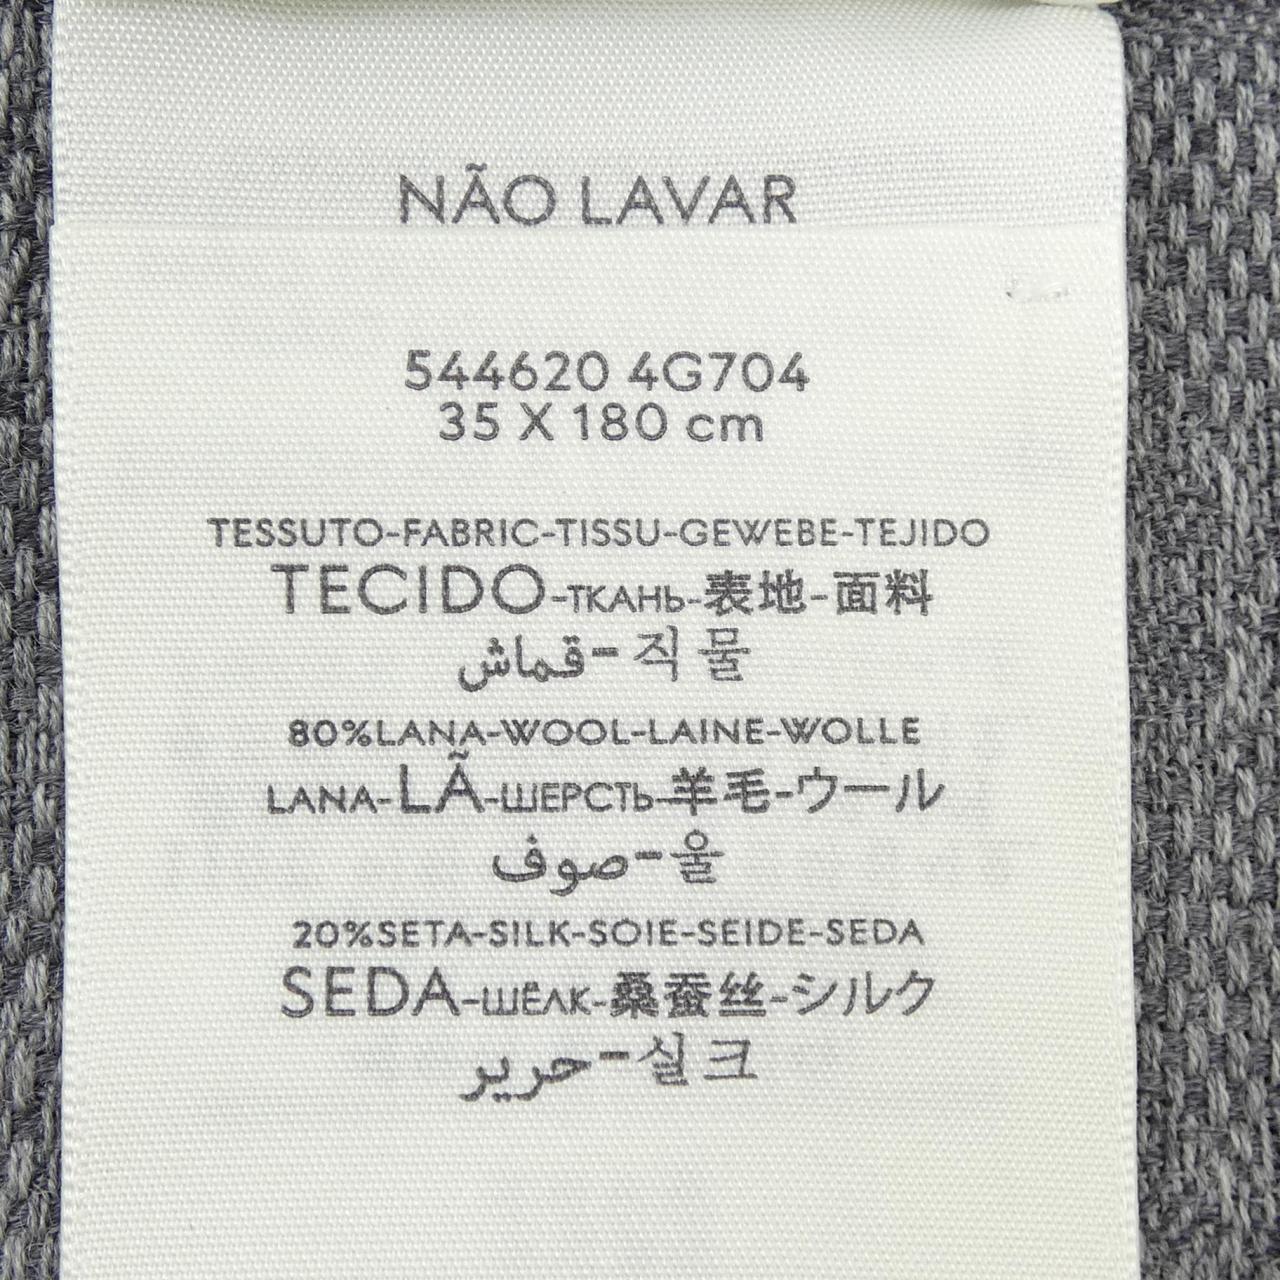 NÃO LAVAR
544620 4G704
35 X 180 cm
TESSUTO-FABRIC-TISSU-GEWEBE-TEJIDO
TECIDO-ТКАНЬ-表地-面料
قماش-직물
80%LANA-WOOL-LAINE-WOLLE
LANA-LÃ-ШЕРСТЬ-羊毛-ウール
صوف-울
20%SETA-SILK-SOIE-SEIDE-SEDA
SEDA-ШЁЛК-桑蚕丝-シルク
حرير-실크